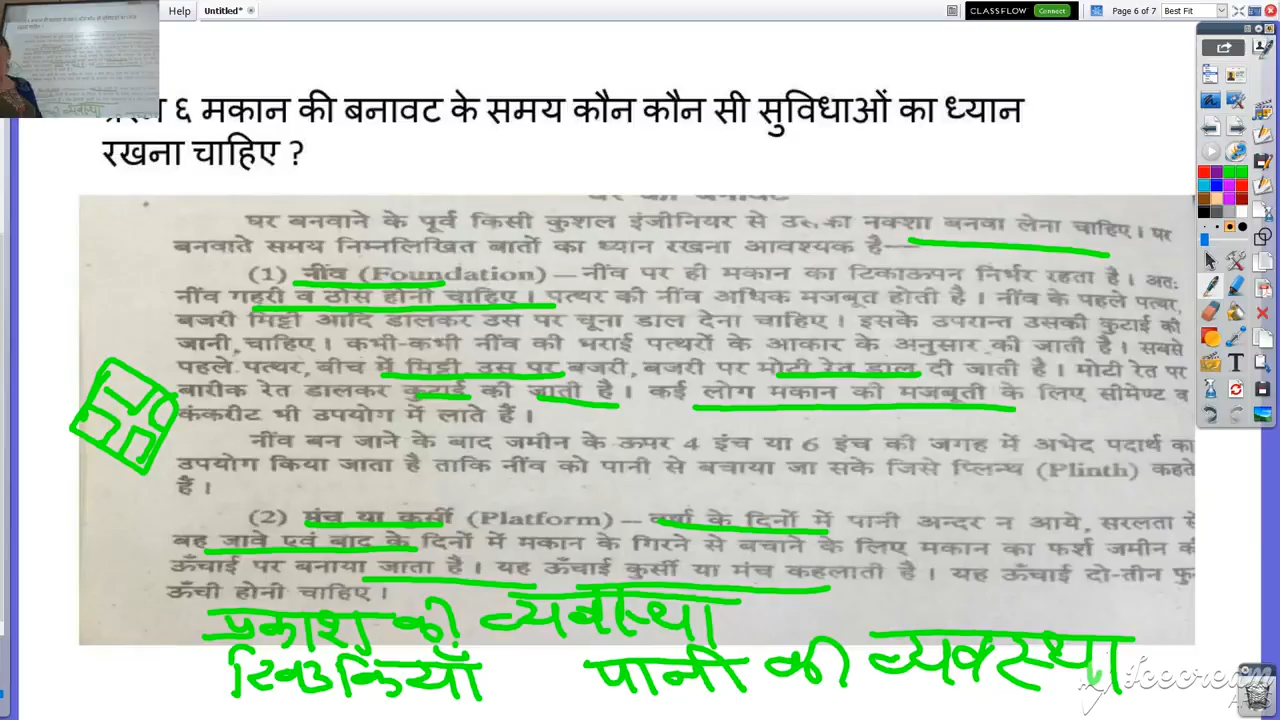 Help Untitled* CLASSFLOW Connect Page 6 of 7 Best Fit
६ मकान की बनावट के समय कौन कौन सी सुविधाओं का ध्यान
रखना चाहिए ?
घर बनवाने के पूर्व किसी कुशल इंजीनियर से नक्शा बनवा लेना चाहिए। पर
बनवाते समय निम्नलिखित बातों का ध्यान रखना आवश्यक है—
(1) नींव (Foundation) – नींव पर ही मकान का टिकाऊपन निर्भर रहता है। अतः
नींव गहरी व ठोस होनी चाहिए। पत्थर की नींव अधिक मजबूत होती है। नींव के पहले पत्थर,
बजरी मिट्टी आदि डालकर उस पर चूना डाल देना चाहिए। इसके उपरान्त उसकी कुटाई की
जानी चाहिए। कभी-कभी नींव की भराई पत्थरों के आकार के अनुसार की जाती है। सबसे
पहले पत्थर, बीच में मिट्टी उस पर बजरी, बजरी पर मोटी रेत डाल दी जाती है। मोटी रेत पर
बारीक रेत डालकर कुटाई की जाती है। कई लोग मकान की मजबूती के लिए सीमेण्ट व
कंकरीट भी उपयोग में लाते हैं।
नींव बन जाने के बाद जमीन के ऊपर 4 इंच या 6 इंच की जगह में अभेद पदार्थ का
उपयोग किया जाता है ताकि नींव को पानी से बचाया जा सके जिसे प्लिन्थ (Plinth) कहते
हैं।
(2) मंच या कुर्सी (Platform) – वर्षा के दिनों में पानी अन्दर न आये, सरलता से
बह जावे एवं बाढ के दिनों में मकान के गिरने से बचाने के लिए मकान का फर्श जमीन की
ऊँचाई पर बनाया जाता है। यह ऊँचाई कुर्सी या मंच कहलाती है। यह ऊँचाई दो-तीन फु
ऊँची होनी चाहिए।
प्रकाश की व्यवस्था
खिडकियाँ पानी की व्यवस्था
Icecream